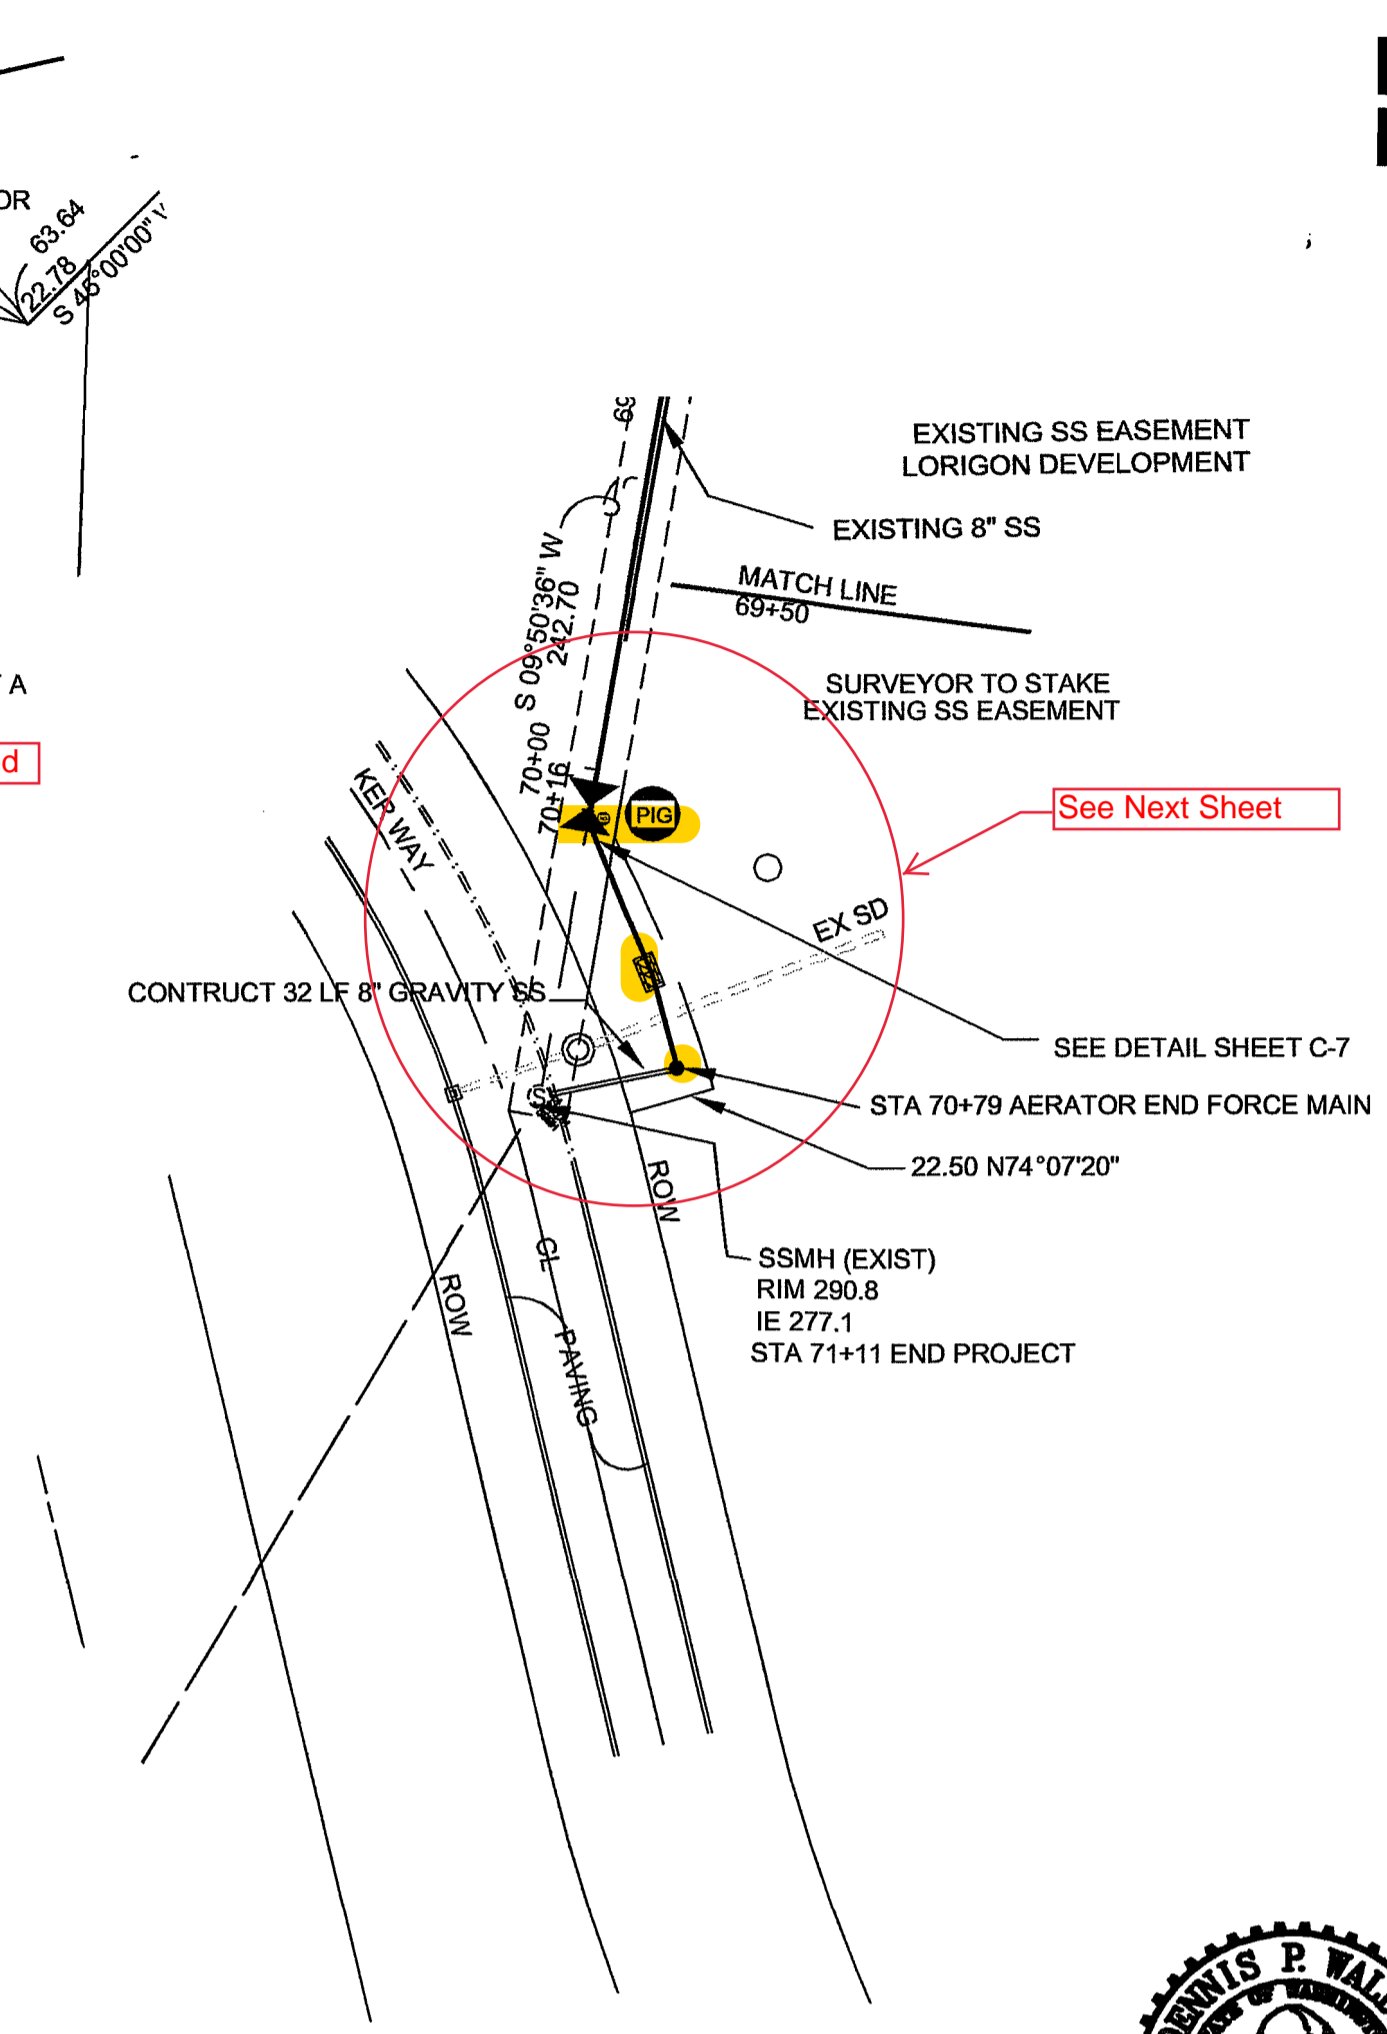 OR
63.64
22.78
S 45°00'00"
69
EXISTING SS EASEMENT
LORIGON DEVELOPMENT
EXISTING 8" SS
MATCH LINE
69+50
S 09°50'36" W
242.70
SURVEYOR TO STAKE
EXISTING SS EASEMENT
A
d
70+00
70+16
KEP WAY
PIG
See Next Sheet
EX SD
CONTRUCT 32 LF 8" GRAVITY SS
SEE DETAIL SHEET C-7
S
STA 70+79 AERATOR END FORCE MAIN
22.50 N74°07'20"
ROW
SSMH (EXIST)
RIM 290.8
IE 277.1
STA 71+11 END PROJECT
CL
ROW
PAVING
DENNIS P. WAL
STATE OF WASHINGT